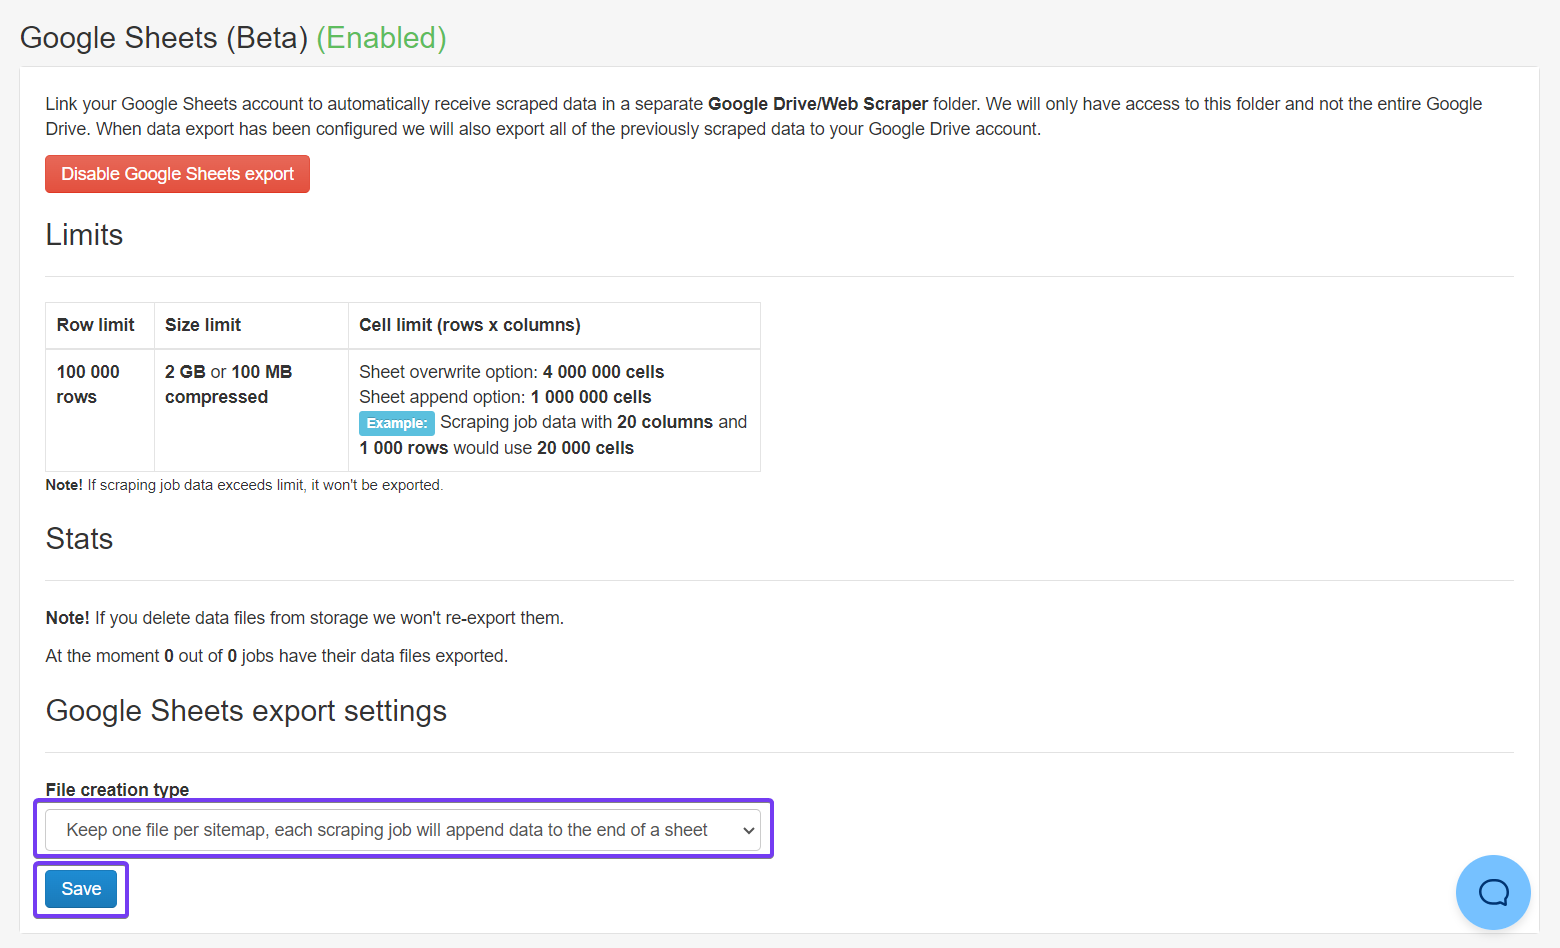 Google Sheets (Beta) (Enabled)
Link your Google Sheets account to automatically receive scraped data in a separate Google Drive/Web Scraper folder. We will only have access to this folder and not the entire Google
Drive. When data export has been configured we will also export all of the previously scraped data to your Google Drive account.
Disable Google Sheets export
Limits
Row limit Size limit Cell limit (rows x columns)
100 000 rows
2 GB or 100 MB compressed
Sheet overwrite option: 4 000 000 cells
Sheet append option: 1 000 000 cells
Example: Scraping job data with 20 columns and
1 000 rows would use 20 000 cells
Note! If scraping job data exceeds limit, it won't be exported.
Stats
Note! If you delete data files from storage we won't re-export them.
At the moment 0 out of 0 jobs have their data files exported.
Google Sheets export settings
File creation type
Keep one file per sitemap, each scraping job will append data to the end of a sheet
Save